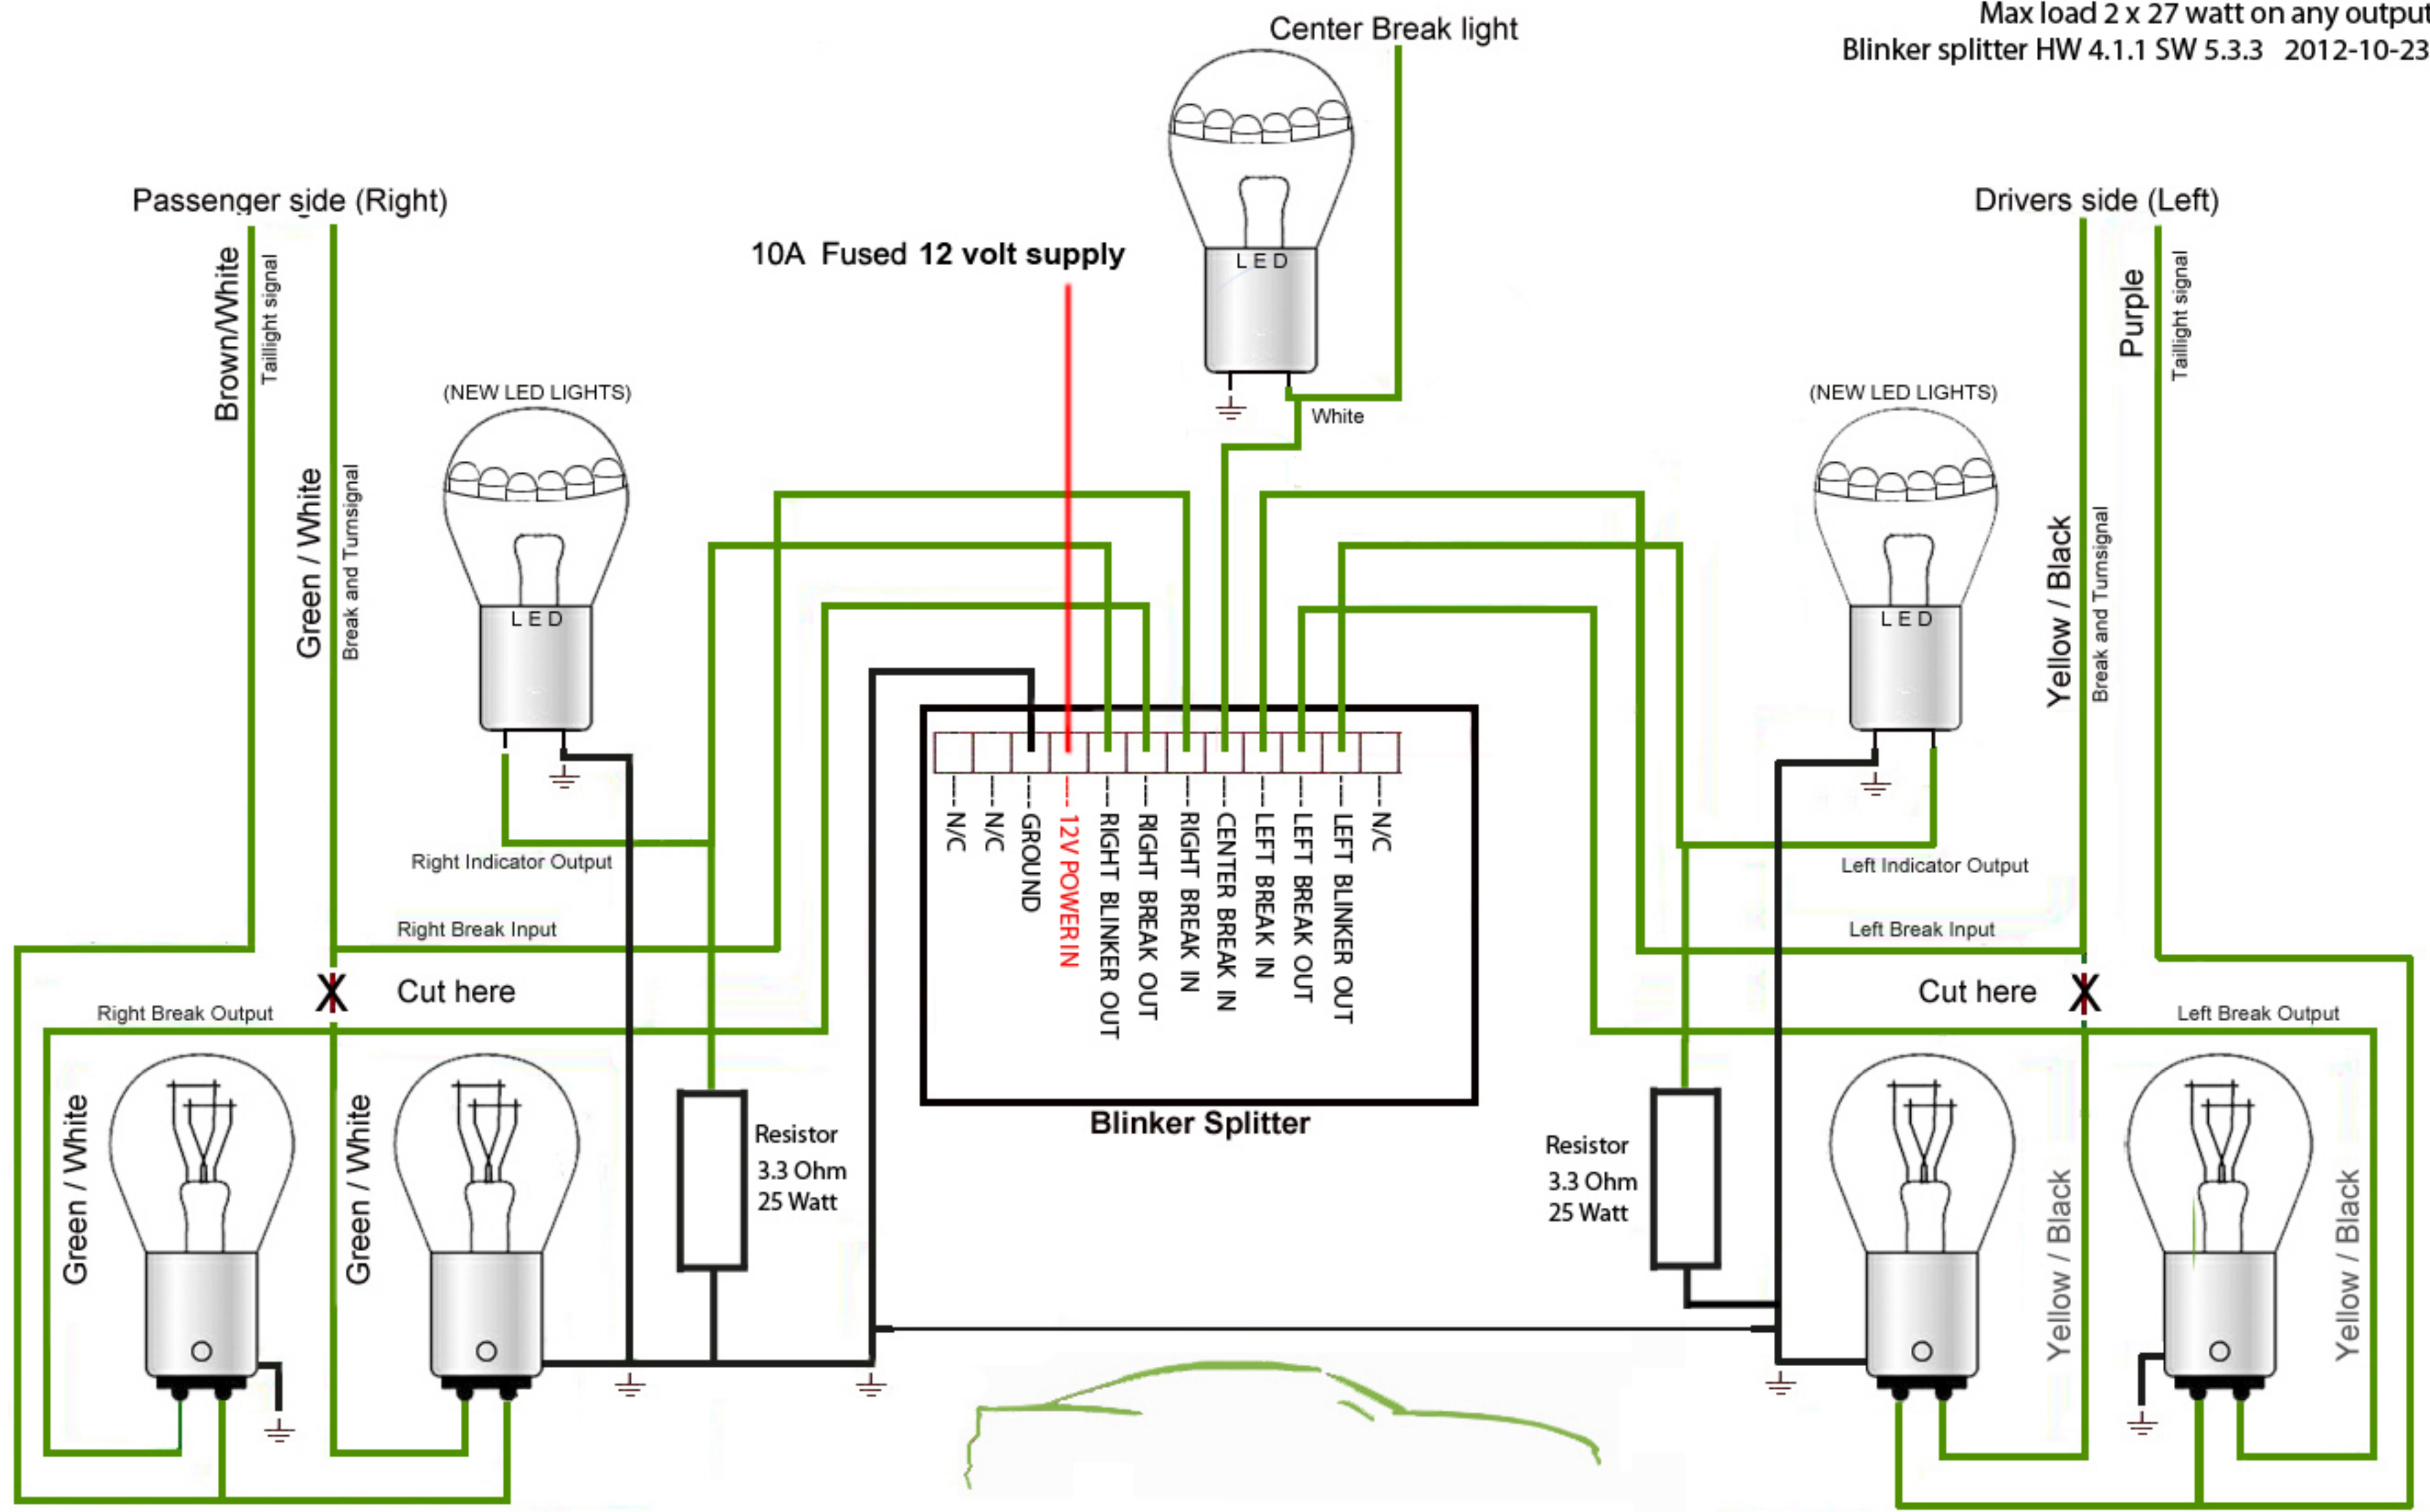 Max load 2 x 27 watt on any output
Blinker splitter HW 4.1.1 SW 5.3.3 2012-10-23
Center Break light
Passenger side (Right)
Drivers side (Left)
10A Fused 12 volt supply
Brown/White
Taillight signal
Green / White
Break and Turnsignal
(NEW LED LIGHTS)
LED
LED
White
(NEW LED LIGHTS)
LED
Yellow / Black
Break and Turnsignal
Purple
Taillight signal
N/C
N/C
GROUND
12V POWER IN
RIGHT BLINKER OUT
RIGHT BREAK OUT
RIGHT BREAK IN
CENTER BREAK IN
LEFT BREAK IN
LEFT BREAK OUT
LEFT BLINKER OUT
N/C
Blinker Splitter
Right Indicator Output
Left Indicator Output
Right Break Input
Left Break Input
X
Cut here
Cut here
X
Right Break Output
Left Break Output
Green / White
Green / White
Resistor
3.3 Ohm
25 Watt
Resistor
3.3 Ohm
25 Watt
Yellow / Black
Yellow / Black